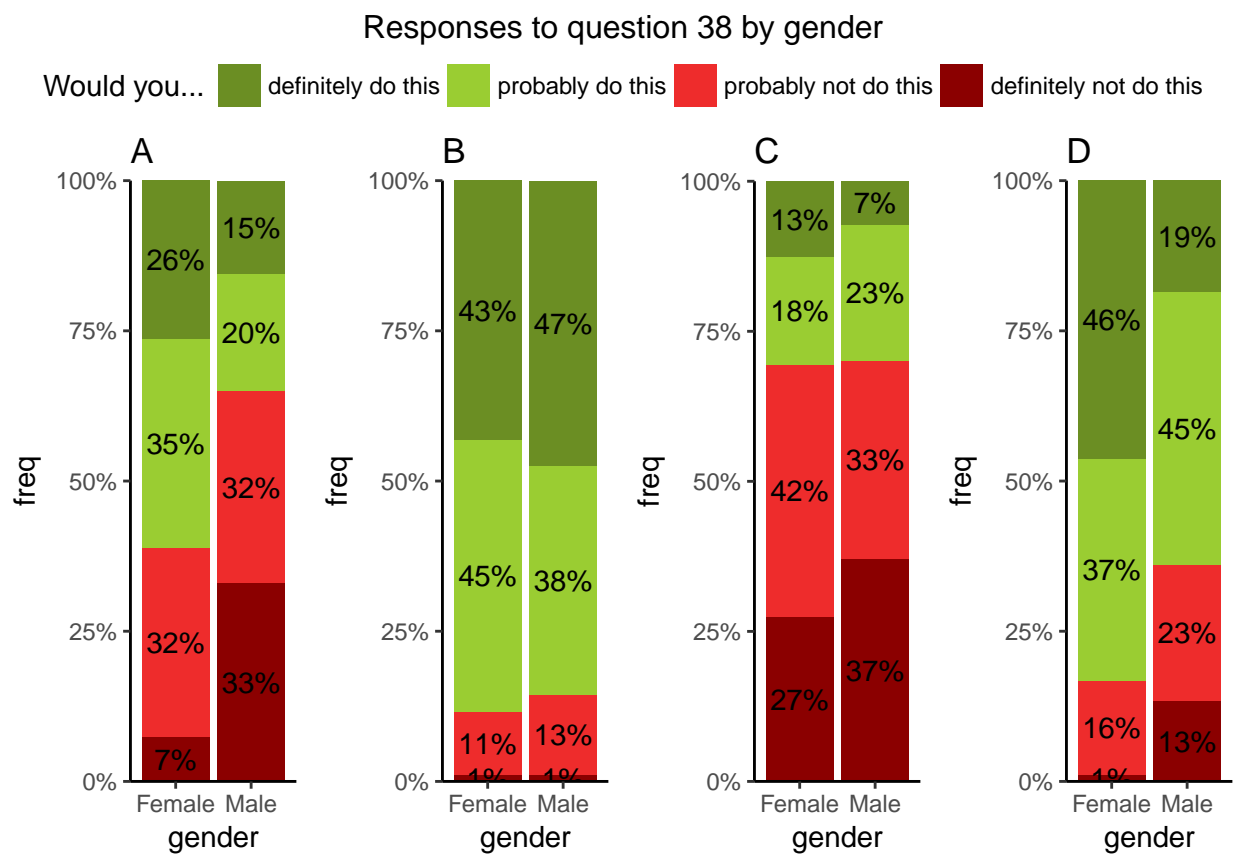 Responses to question 38 by gender
Would you... definitely do this probably do this probably not do this definitely not do this
A
100%
75%
50%
25%
0%
freq
26%
35%
32%
7%
15%
20%
32%
33%
Female Male
gender
B
100%
75%
50%
25%
0%
freq
43%
45%
11%
1%
47%
38%
13%
1%
Female Male
gender
C
100%
75%
50%
25%
0%
freq
13%
18%
42%
27%
7%
23%
33%
37%
Female Male
gender
D
100%
75%
50%
25%
0%
freq
46%
37%
16%
1%
19%
45%
23%
13%
Female Male
gender